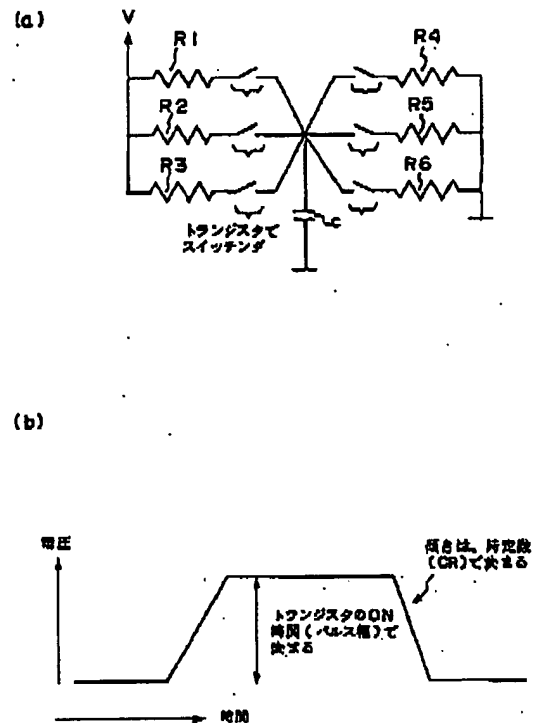 (a)
V
R1
R4
R2
R5
R3
R6
トランジスタで
スイッチング
C
(b)
電圧
傾きは、時定数
(CR)で決まる
トランジスタのON
時間(パルス幅)で
決まる
時間